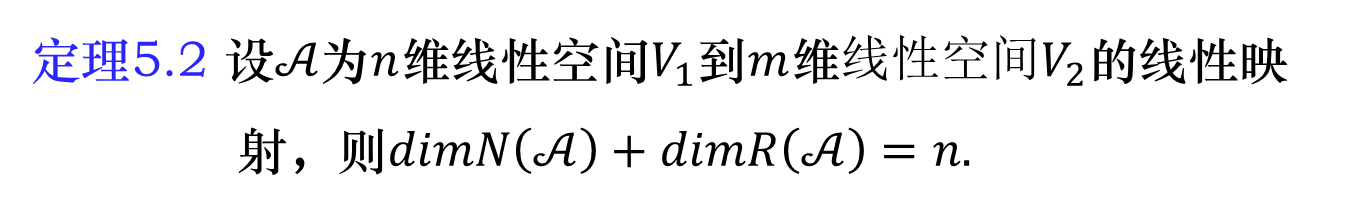 定理5.2 设𝒜为n维线性空间V₁到m维线性空间V₂的线性映
射，则dimN(𝒜) + dimR(𝒜) = n.